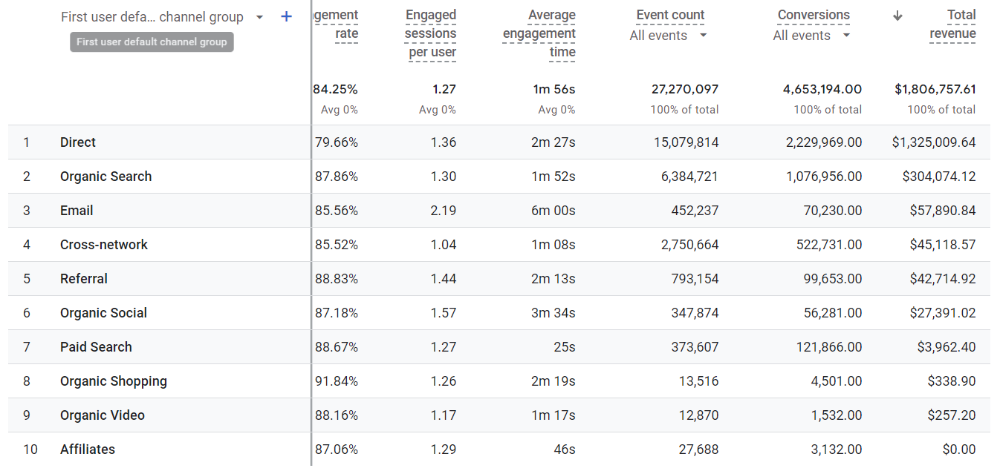 First user defa... channel group
First user default channel group
gement rate
Engaged sessions per user
Average engagement time
Event count
All events
Conversions
All events
Total revenue
84.25% 1.27 1m 56s 27,270,097 4,653,194.00 $1,806,757.61
Avg 0% Avg 0% Avg 0% 100% of total 100% of total 100% of total
1 Direct 79.66% 1.36 2m 27s 15,079,814 2,229,969.00 $1,325,009.64
2 Organic Search 87.86% 1.30 1m 52s 6,384,721 1,076,956.00 $304,074.12
3 Email 85.56% 2.19 6m 00s 452,237 70,230.00 $57,890.84
4 Cross-network 85.52% 1.04 1m 08s 2,750,664 522,731.00 $45,118.57
5 Referral 88.83% 1.44 2m 13s 793,154 99,653.00 $42,714.92
6 Organic Social 87.18% 1.57 3m 34s 347,874 56,281.00 $27,391.02
7 Paid Search 88.67% 1.27 25s 373,607 121,866.00 $3,962.40
8 Organic Shopping 91.84% 1.26 2m 19s 13,516 4,501.00 $338.90
9 Organic Video 88.16% 1.17 1m 17s 12,870 1,532.00 $257.20
10 Affiliates 87.06% 1.29 46s 27,688 3,132.00 $0.00